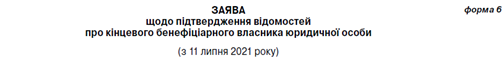 ЗАЯВА
форма 6
щодо підтвердження відомостей
про кінцевого бенефіціарного власника юридичної особи
(з 11 липня 2021 року)